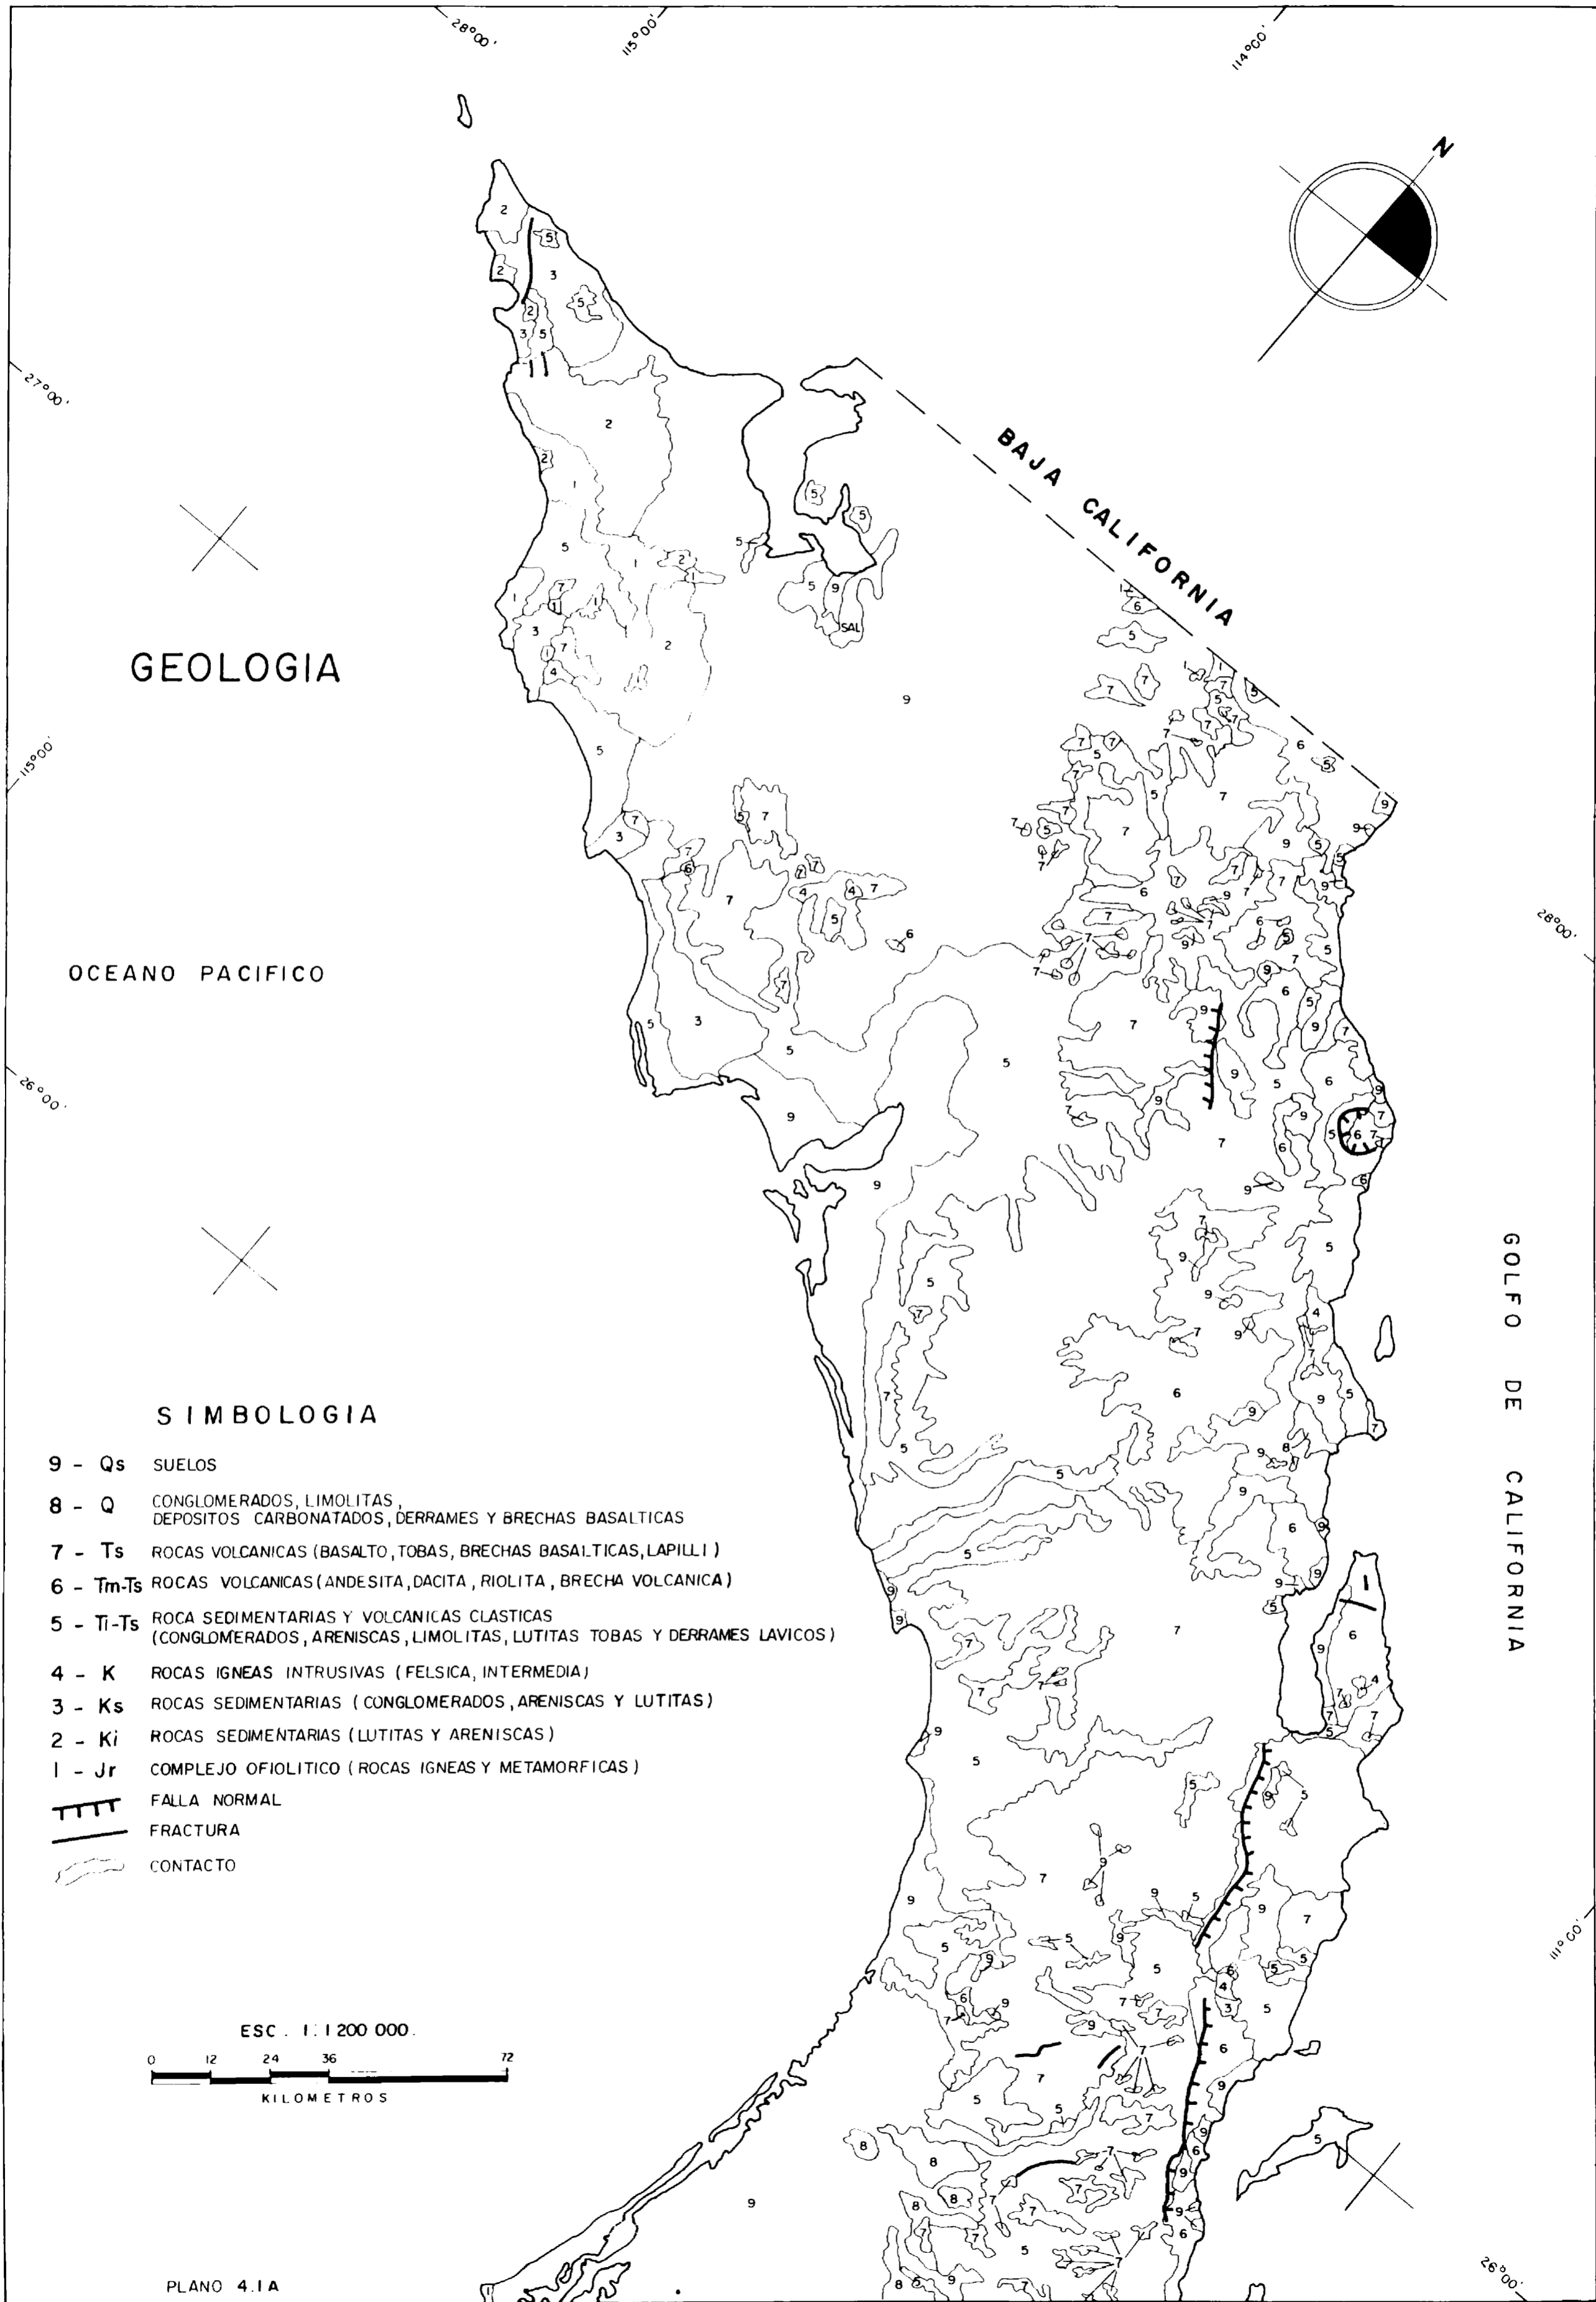 28°00'
115°00'
114°00'
N
27°00'
BAJA CALIFORNIA
SAL
GEOLOGIA
115°00'
OCEANO PACIFICO
28°00'
26°00'
GOLFO DE CALIFORNIA
SIMBOLOGIA
9 - Qs SUELOS
8 - Q CONGLOMERADOS, LIMOLITAS,
DEPOSITOS CARBONATADOS, DERRAMES Y BRECHAS BASALTICAS
7 - Ts ROCAS VOLCANICAS (BASALTO, TOBAS, BRECHAS BASALTICAS, LAPILLI)
6 - Tm-Ts ROCAS VOLCANICAS (ANDESITA, DACITA, RIOLITA, BRECHA VOLCANICA)
5 - Ti-Ts ROCA SEDIMENTARIAS Y VOLCANICAS CLASTICAS
(CONGLOMERADOS, ARENISCAS, LIMOLITAS, LUTITAS TOBAS Y DERRAMES LAVICOS)
4 - K ROCAS IGNEAS INTRUSIVAS (FELSICA, INTERMEDIA)
3 - Ks ROCAS SEDIMENTARIAS (CONGLOMERADOS, ARENISCAS Y LUTITAS)
2 - Ki ROCAS SEDIMENTARIAS (LUTITAS Y ARENISCAS)
1 - Jr COMPLEJO OFIOLITICO (ROCAS IGNEAS Y METAMORFICAS)
FALLA NORMAL
FRACTURA
CONTACTO
111°00'
ESC. 1:1 200 000.
0 12 24 36 72
KILOMETROS
26°00'
PLANO 4.1A